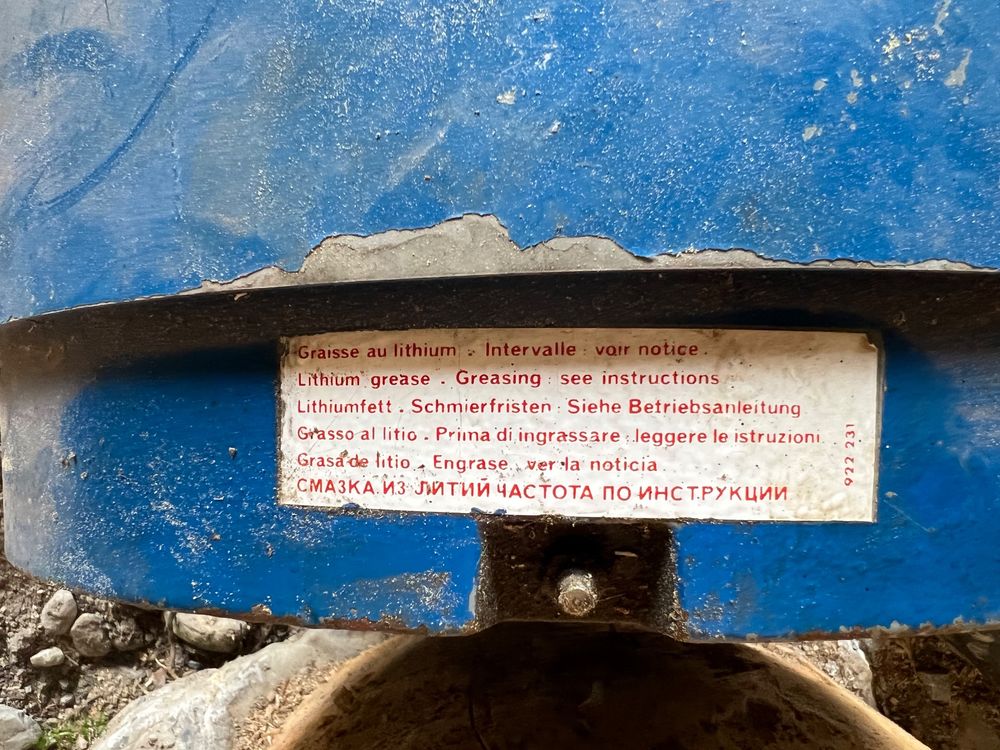 Graisse au lithium . Intervalle : voir notice.
Lithium grease . Greasing : see instructions
Lithiumfett . Schmierfristen : Siehe Betriebsanleitung
Grasso al litio . Prima di ingrassare : leggere le istruzioni
Grasa de litio . Engrase : ver la noticia
СМАЗКА ИЗ ЛИТИЙ ЧАСТОТА ПО ИНСТРУКЦИИ
922 231